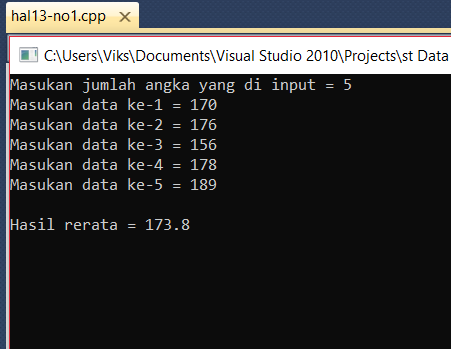 hal13-no1.cpp
C:\Users\Viks\Documents\Visual Studio 2010\Projects\st Data
Masukan jumlah angka yang di input = 5
Masukan data ke-1 = 170
Masukan data ke-2 = 176
Masukan data ke-3 = 156
Masukan data ke-4 = 178
Masukan data ke-5 = 189
Hasil rerata = 173.8